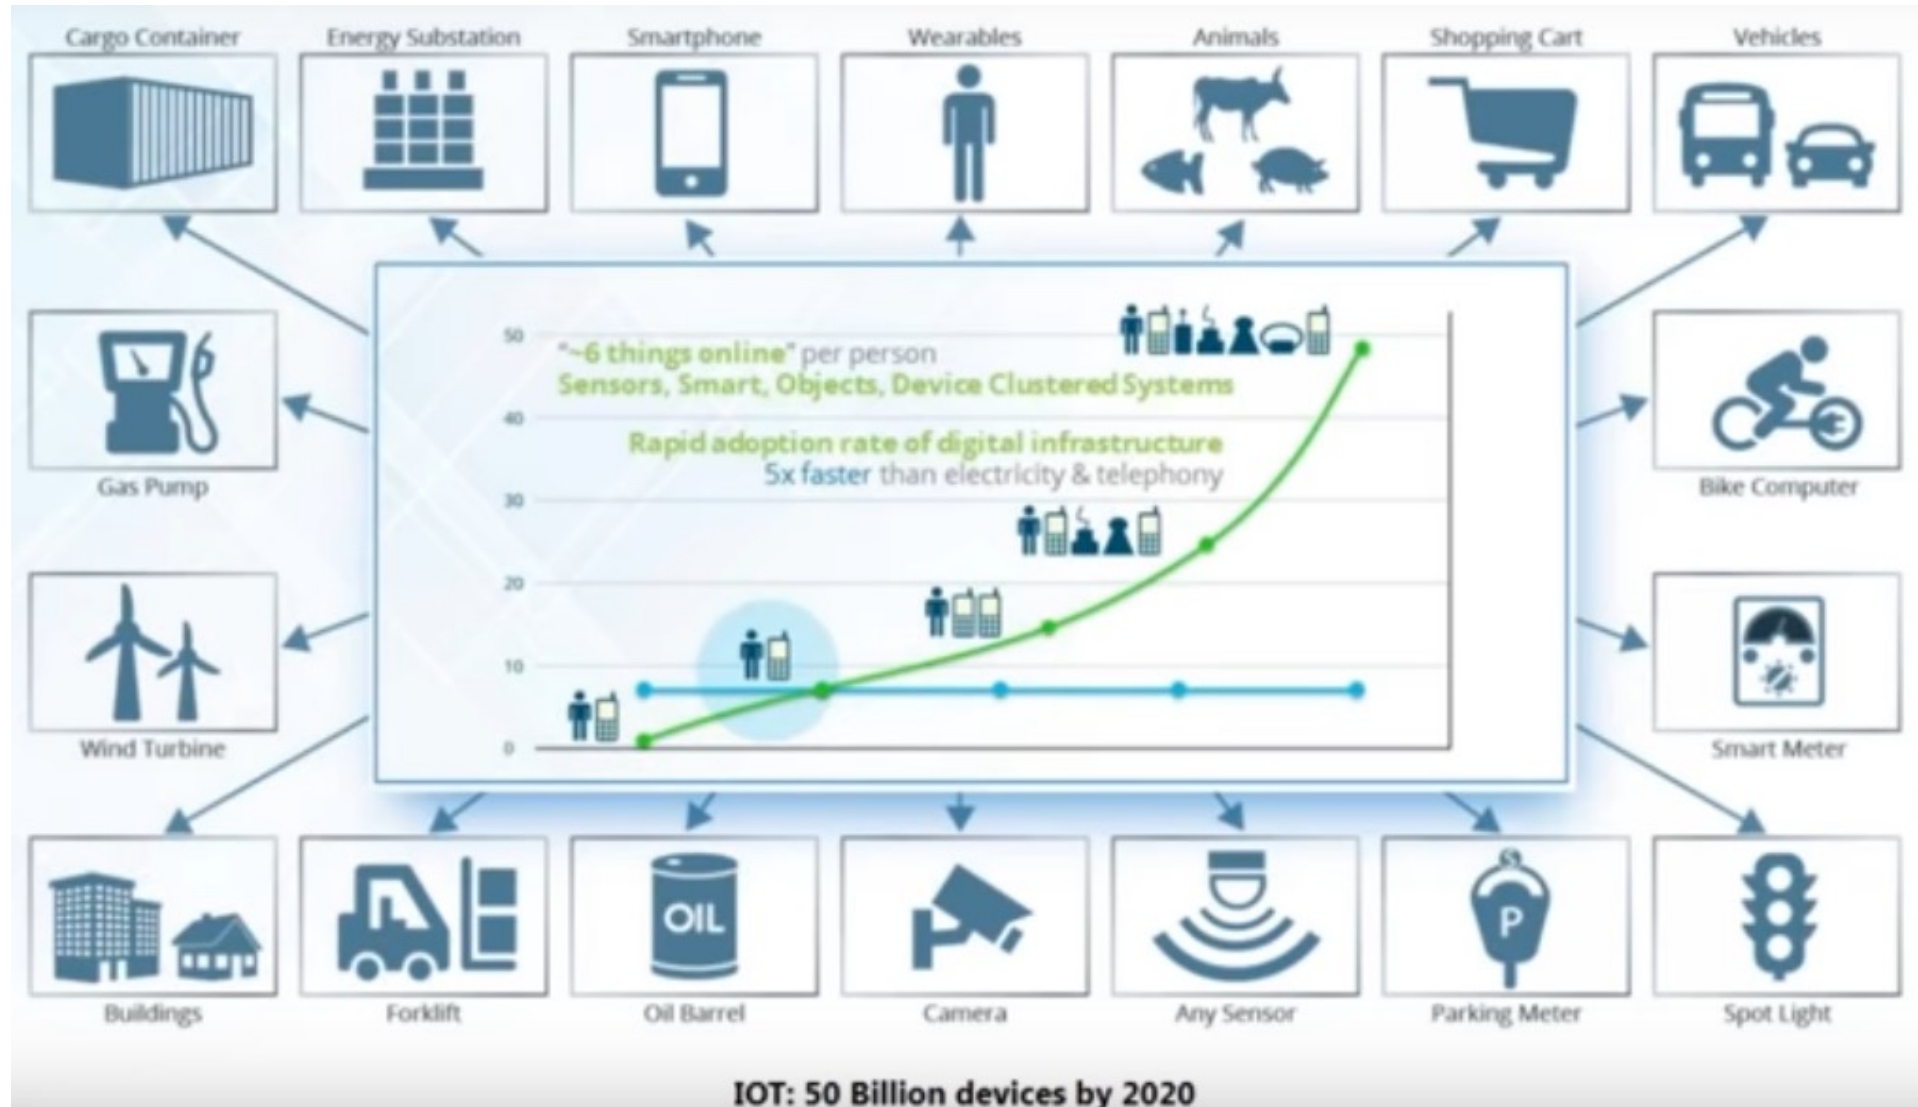 Cargo Container
Energy Substation
Smartphone
Wearables
Animals
Shopping Cart
Vehicles
50
"~6 things online" per person
Sensors, Smart, Objects, Device Clustered Systems
40
Rapid adoption rate of digital infrastructure
5x faster than electricity & telephony
30
20
10
0
Gas Pump
Bike Computer
Wind Turbine
Smart Meter
OIL
S
P
Buildings
Forklift
Oil Barrel
Camera
Any Sensor
Parking Meter
Spot Light
IOT: 50 Billion devices by 2020